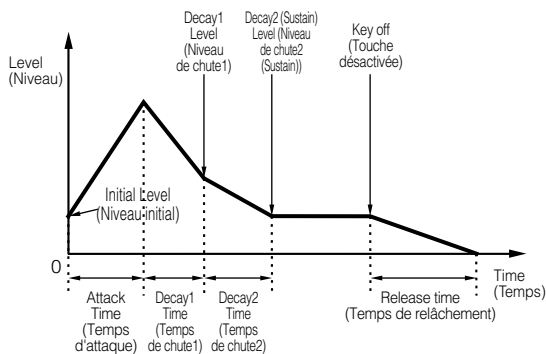 Decay1
Level
(Niveau
de chute1)
Decay2 (Sustain)
Level (Niveau
de chute2
(Sustain))
Key off
(Touche
désactivée)
Level
(Niveau)
Initial Level
(Niveau initial)
0
Time
(Temps)
Attack
Time
(Temps
d'attaque)
Decay1
Time
(Temps
de chute1)
Decay2
Time
(Temps
de chute2)
Release time
(Temps de relâchement)